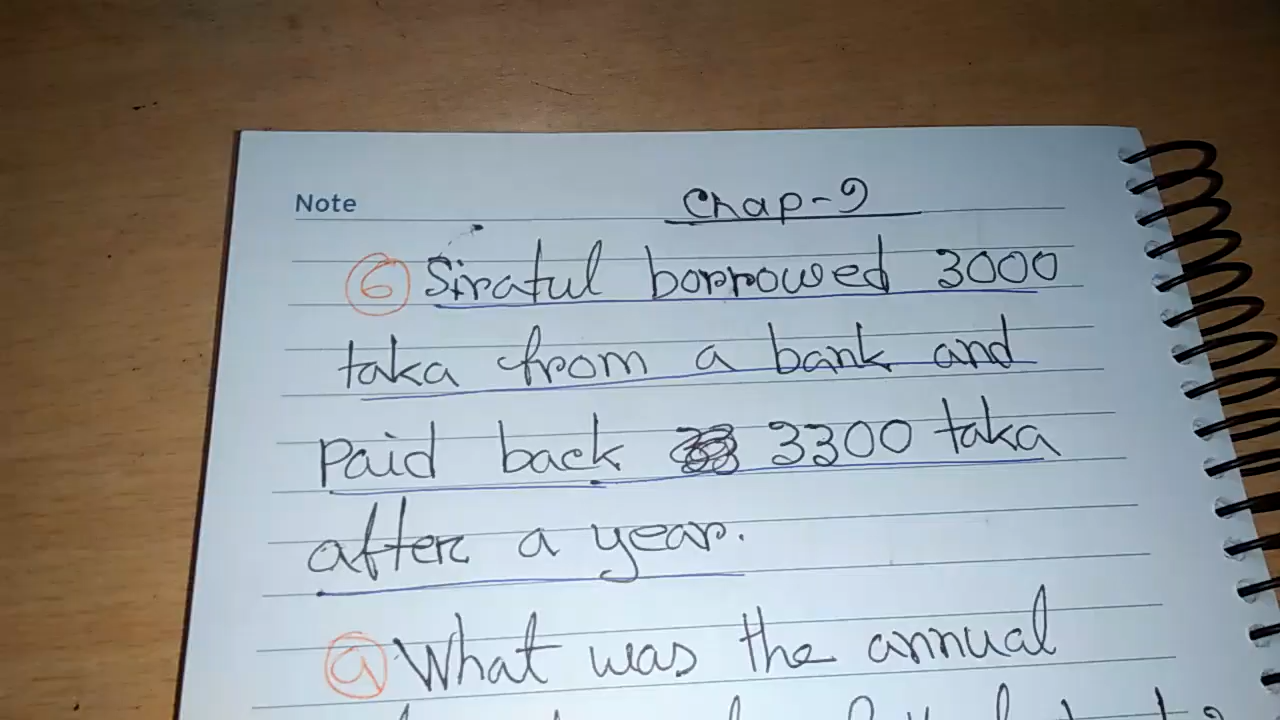 Note
Chap-9
6 Siratul borrowed 3000
taka from a bank and
paid back 3300 taka
after a year.
a What was the annual